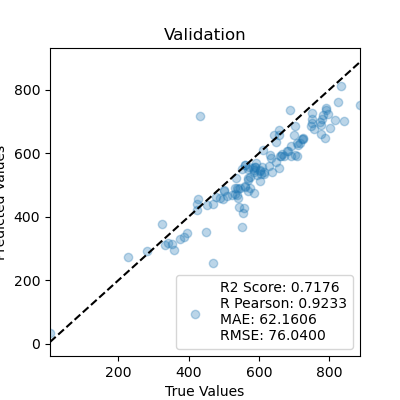 Validation
Predicted Values
800
600
400
200
0
R2 Score: 0.7176
R Pearson: 0.9233
MAE: 62.1606
RMSE: 76.0400
200
400
600
800
True Values